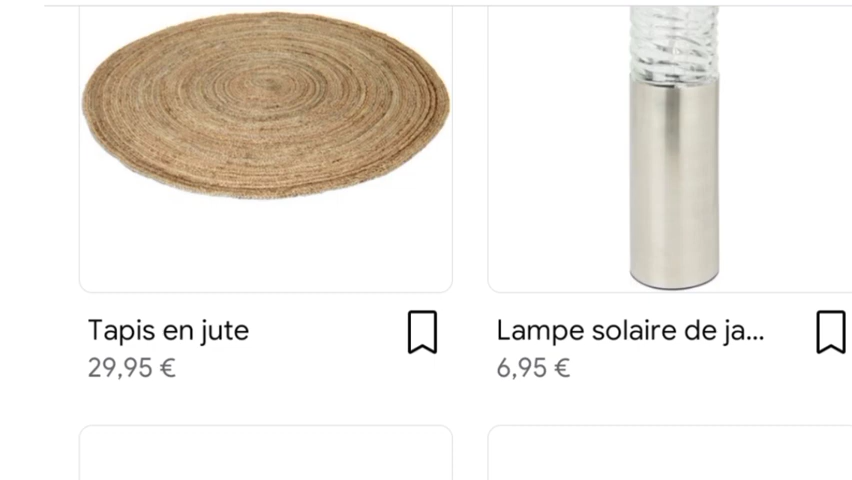 Tapis en jute
29,95 €
Lampe solaire de ja...
6,95 €